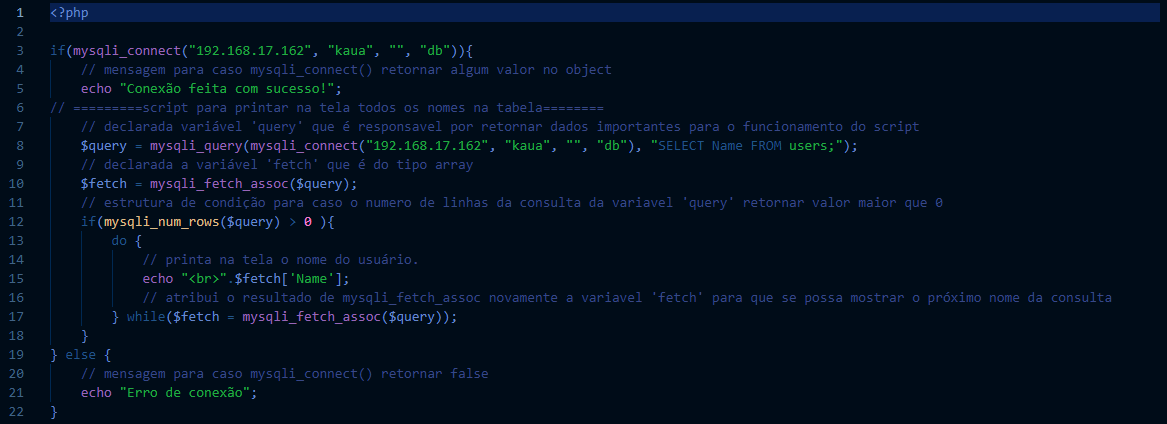 1 <?php
2
3 if(mysqli_connect("192.168.17.162", "kaua", "", "db")){
4 // mensagem para caso mysqli_connect() retornar algum valor no object
5 echo "Conexão feita com sucesso!";
6 // =========script para printar na tela todos os nomes na tabela========
7 // declarada variável 'query' que é responsavel por retornar dados importantes para o funcionamento do script
8 $query = mysqli_query(mysqli_connect("192.168.17.162", "kaua", "", "db"), "SELECT Name FROM users;");
9 // declarada a variável 'fetch' que é do tipo array
10 $fetch = mysqli_fetch_assoc($query);
11 // estrutura de condição para caso o numero de linhas da consulta da variavel 'query' retornar valor maior que 0
12 if(mysqli_num_rows($query) > 0 ){
13 do {
14 // printa na tela o nome do usuário.
15 echo "<br>".$fetch['Name'];
16 // atribui o resultado de mysqli_fetch_assoc novamente a variavel 'fetch' para que se possa mostrar o próximo nome da consulta
17 } while($fetch = mysqli_fetch_assoc($query));
18 }
19 } else {
20 // mensagem para caso mysqli_connect() retornar false
21 echo "Erro de conexão";
22 }